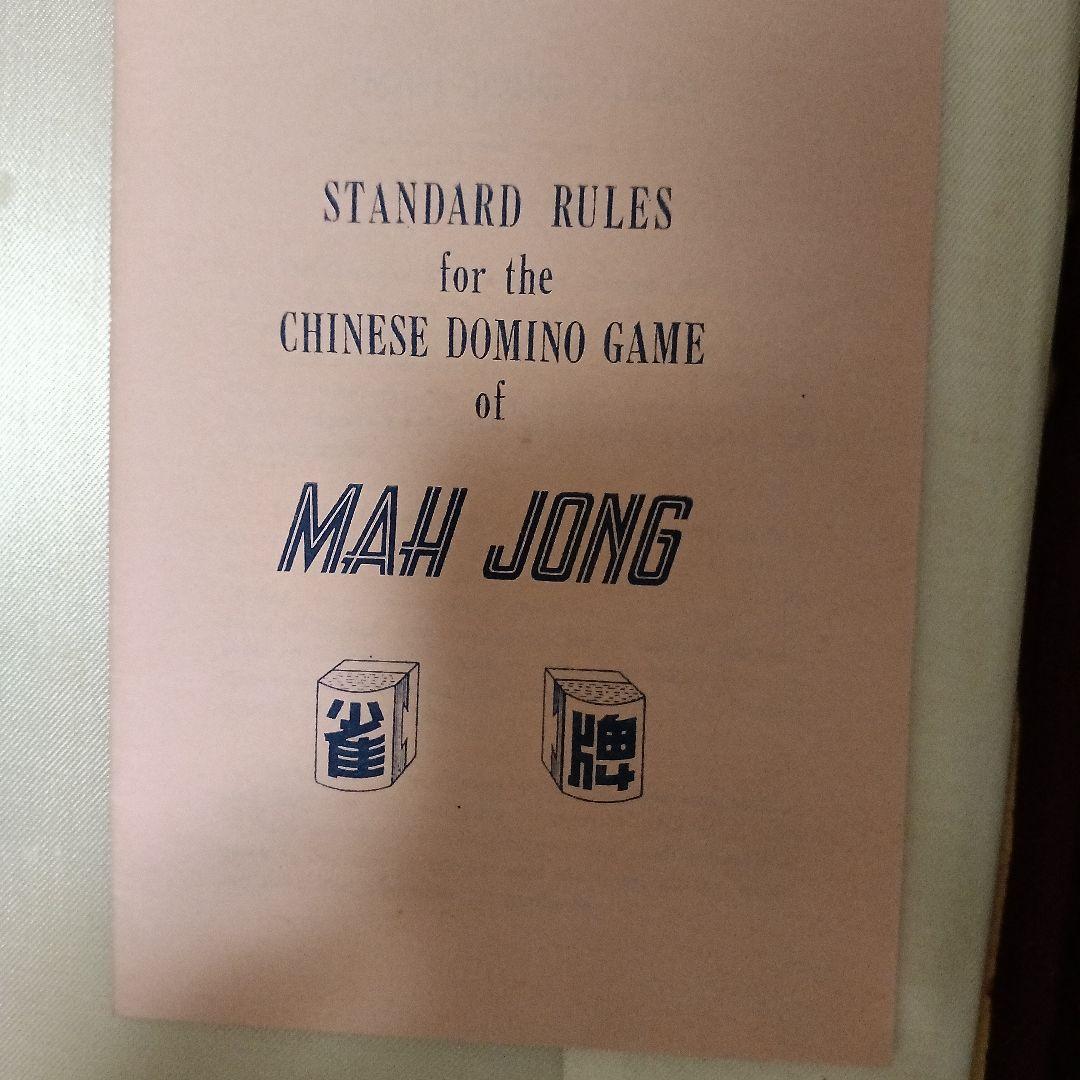 STANDARD RULES
for the
CHINESE DOMINO GAME
of
MAH JONG
雀 牌